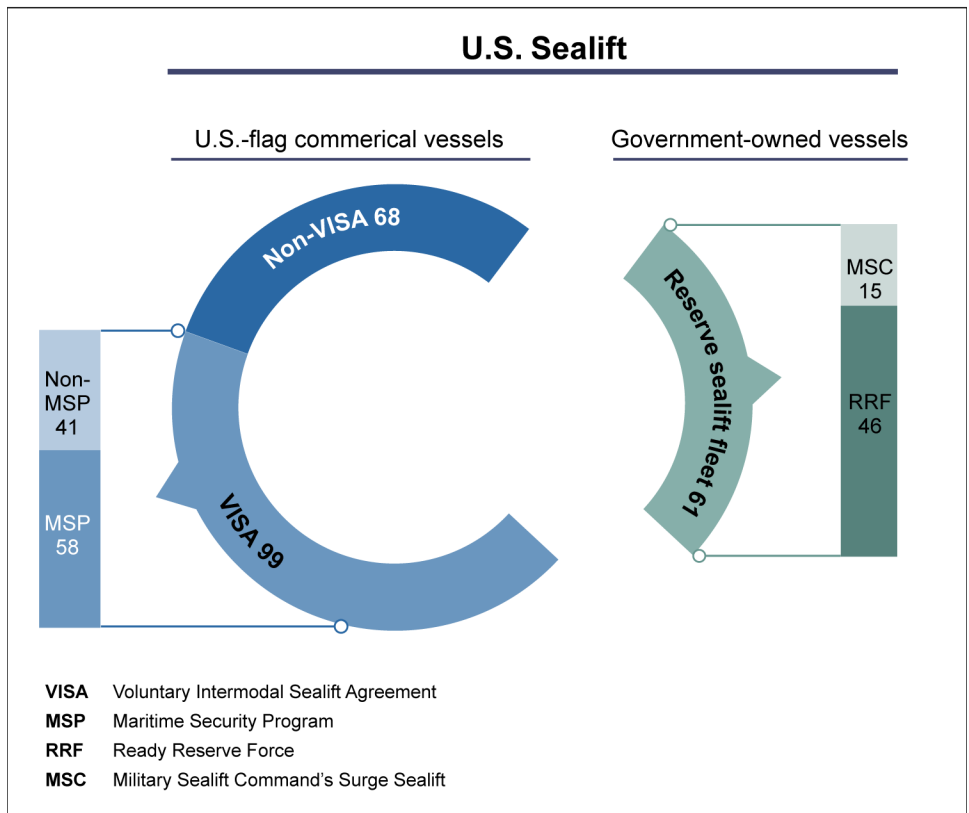 U.S. Sealift
U.S.-flag commerical vessels
Government-owned vessels
Non-VISA 68
VISA 99
Non-
MSP
41
MSP
58
Reserve sealift fleet 61
MSC
15
RRF
46
VISA Voluntary Intermodal Sealift Agreement
MSP Maritime Security Program
RRF Ready Reserve Force
MSC Military Sealift Command's Surge Sealift